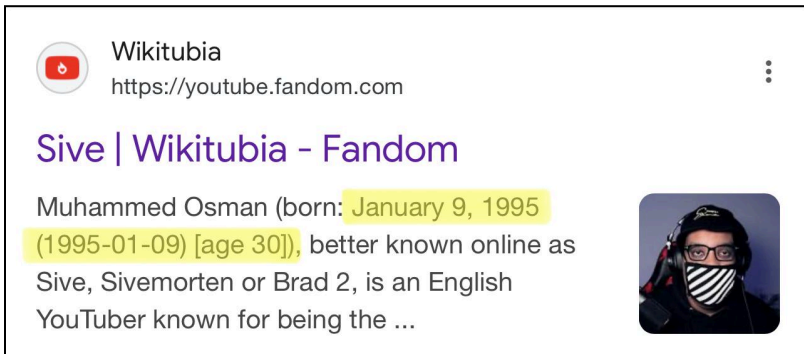 Wikitubia
https://youtube.fandom.com
Sive | Wikitubia - Fandom
Muhammed Osman (born: January 9, 1995
(1995-01-09) [age 30]), better known online as
Sive, Sivemorten or Brad 2, is an English
YouTuber known for being the ...